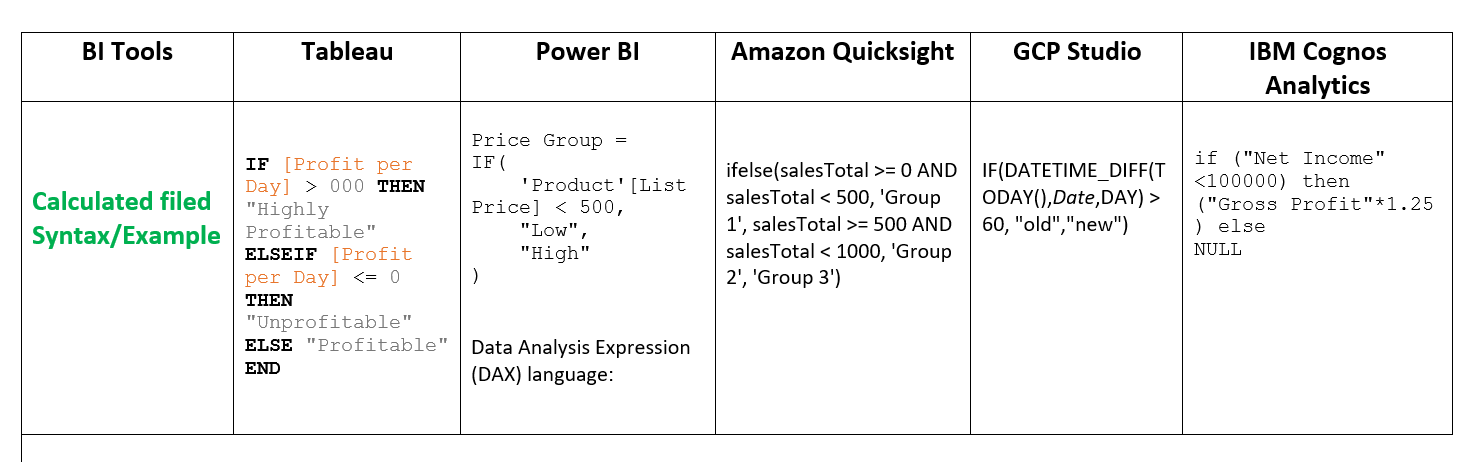 BI Tools
Tableau
Power BI
Amazon Quicksight
GCP Studio
IBM Cognos
Analytics
Calculated filed
Syntax/Example
IF [Profit per
Day] > 000 THEN
"Highly
Profitable"
ELSEIF [Profit
per Day] <= 0
THEN
"Unprofitable"
ELSE "Profitable"
END
Price Group =
IF(
'Product'[List
Price] < 500,
"Low",
"High"
)
Data Analysis Expression
(DAX) language:
ifelse(salesTotal >= 0 AND
salesTotal < 500, 'Group
1', salesTotal >= 500 AND
salesTotal < 1000, 'Group
2', 'Group 3')
IF(DATETIME_DIFF(T
ODAY(),Date,DAY) >
60, "old","new")
if ("Net Income"
<100000) then
("Gross Profit"*1.25
) else
NULL